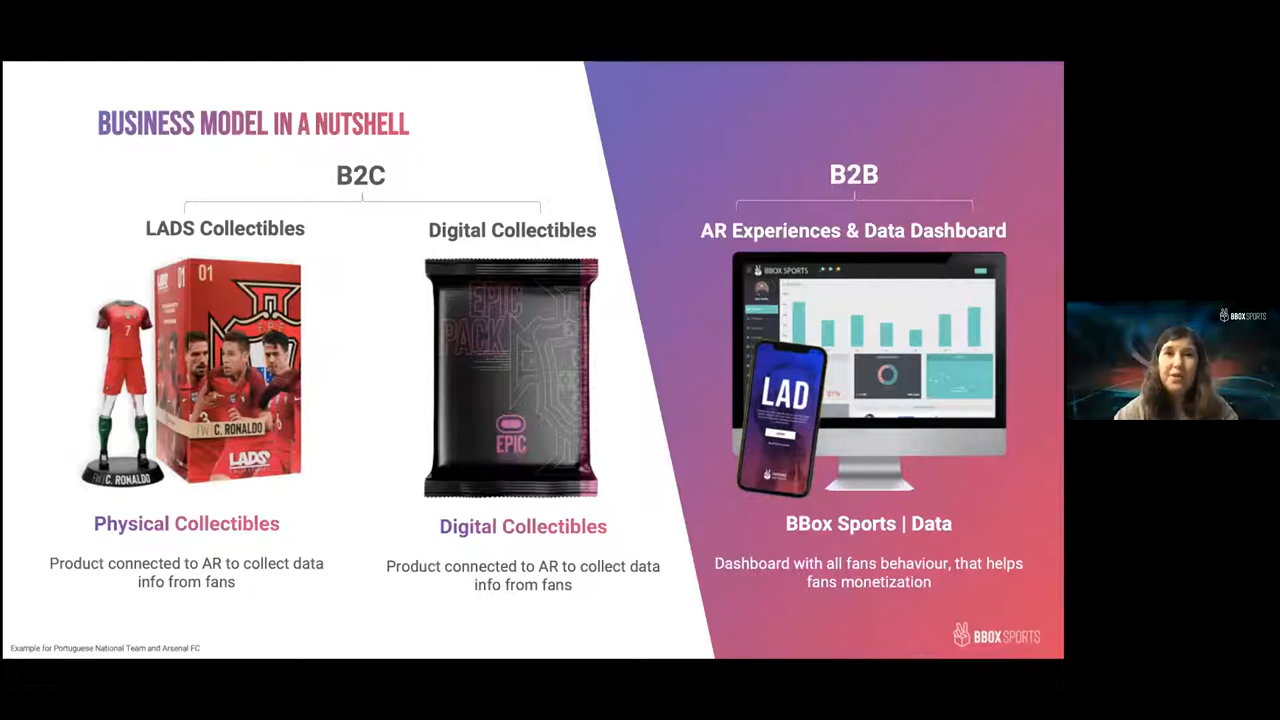 BUSINESS MODEL IN A NUTSHELL
B2C
LADS Collectibles
Digital Collectibles
01
01
7
C. RONALDO
C. RONALDO
LADS
EPIC
PACK
EPIC
Physical Collectibles
Product connected to AR to collect data
info from fans
Digital Collectibles
Product connected to AR to collect data
info from fans
B2B
AR Experiences & Data Dashboard
BBOX SPORTS
LAD
BBox Sports | Data
Dashboard with all fans behaviour, that helps
fans monetization
BBOX SPORTS
Example for Portuguese National Team and Arsenal FC
BBOX SPORTS